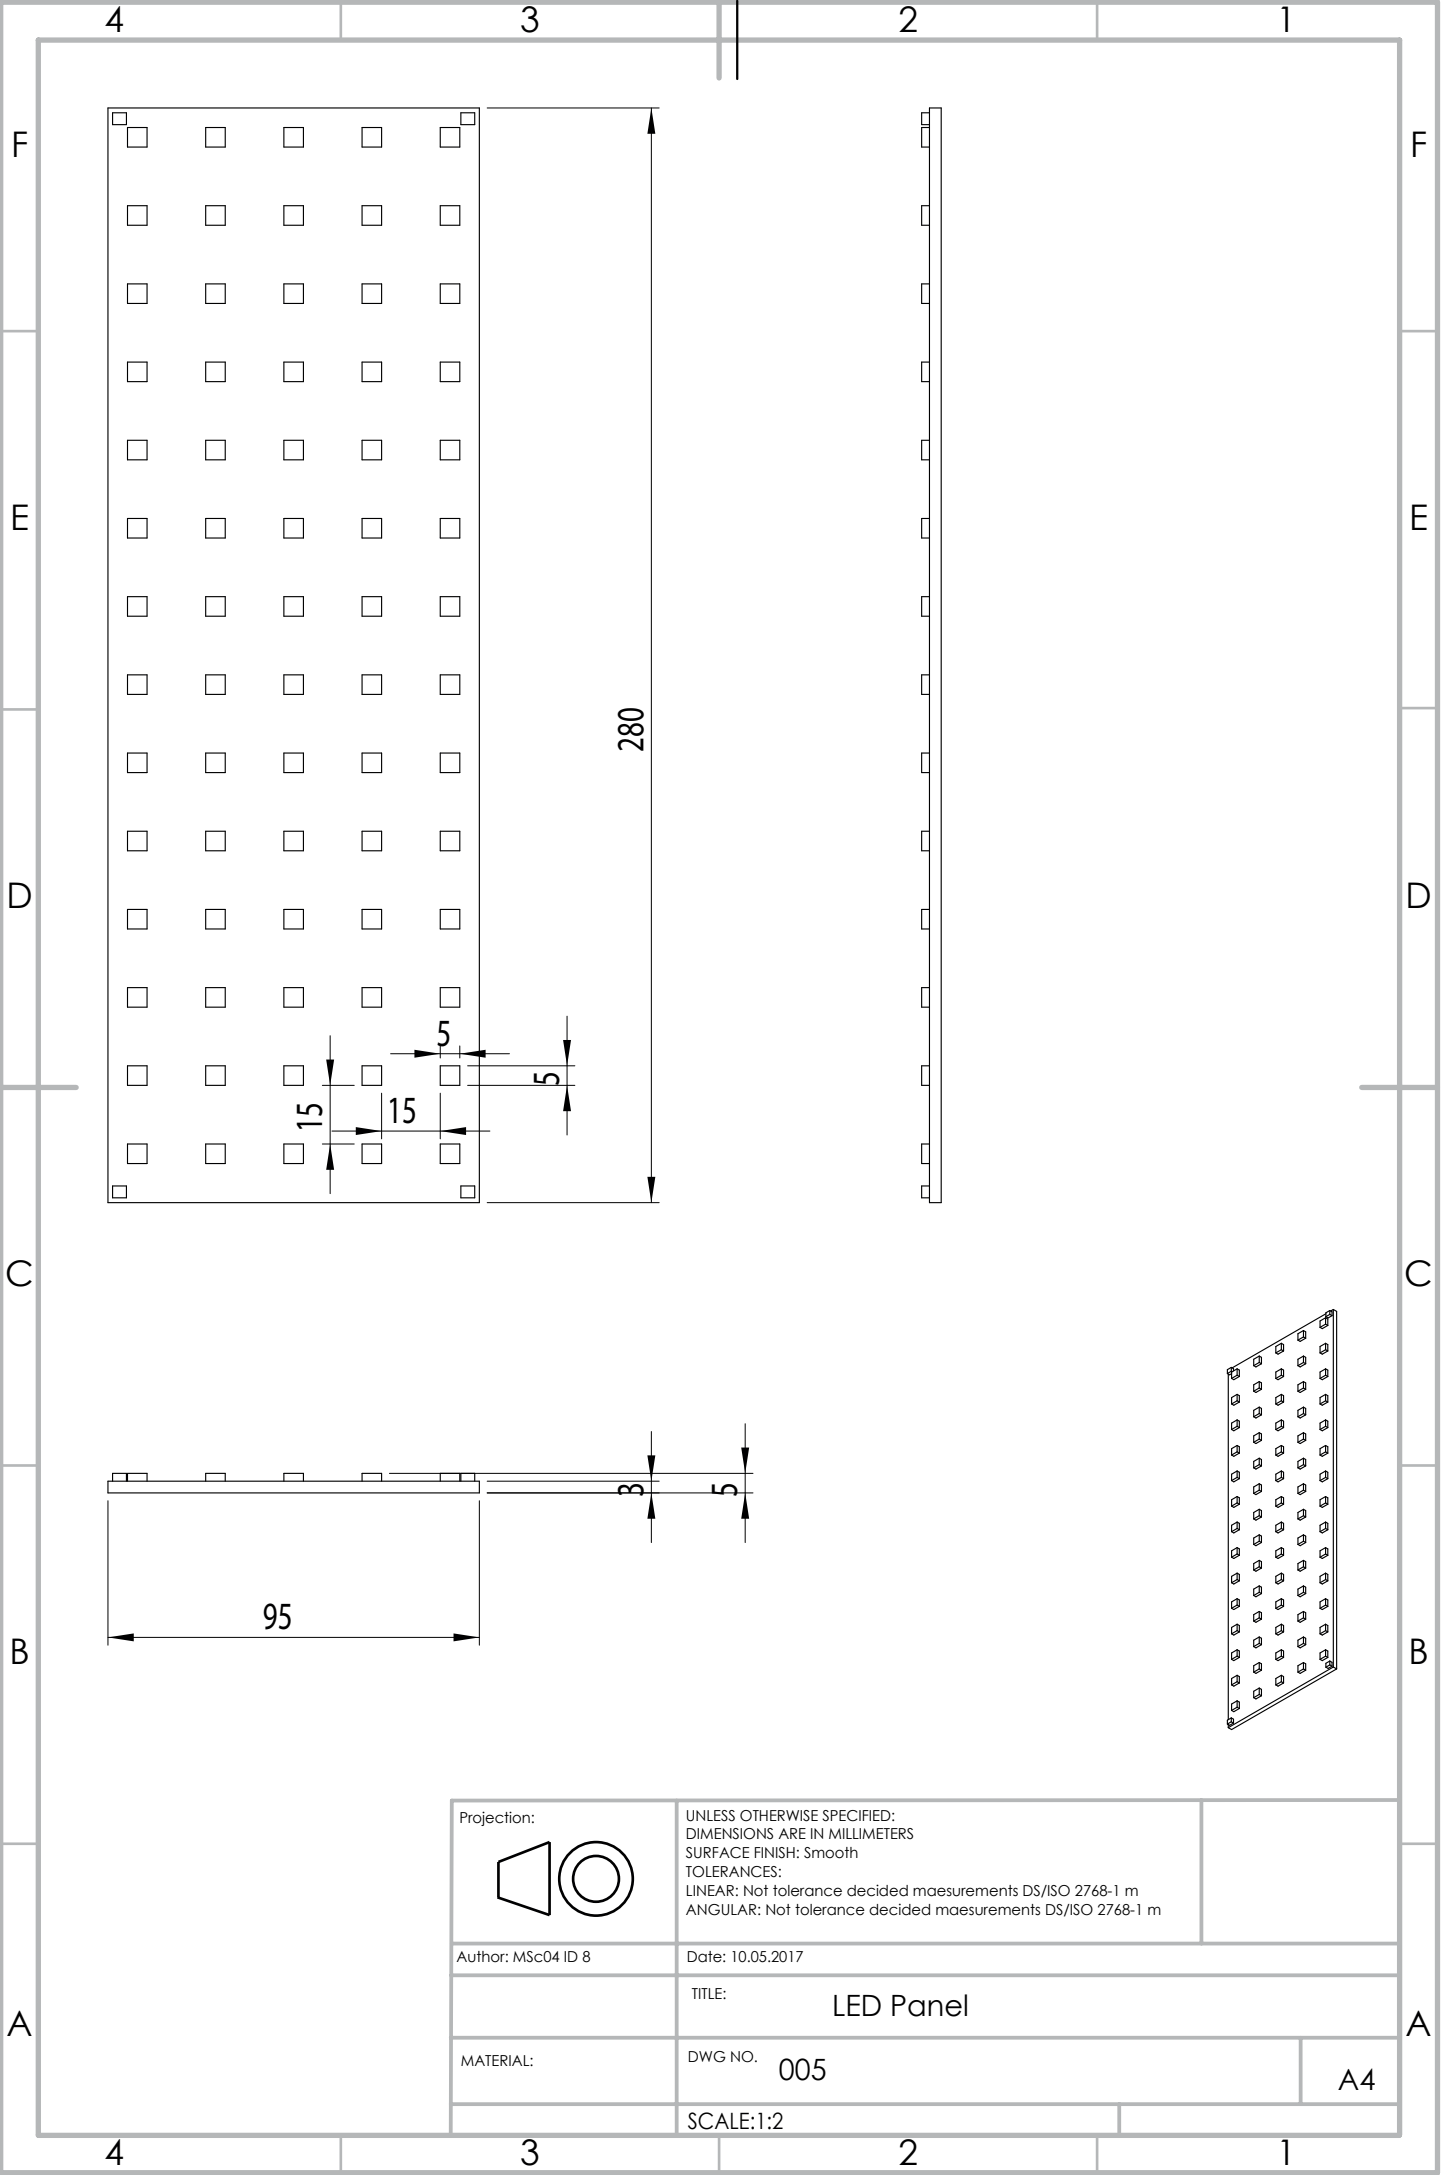 4 3 2 1
F F
E E
280
D D
5
5
15
15
C C
3
5
95
B B
Projection:
UNLESS OTHERWISE SPECIFIED:
DIMENSIONS ARE IN MILLIMETERS
SURFACE FINISH: Smooth
TOLERANCES:
LINEAR: Not tolerance decided maesurements DS/ISO 2768-1 m
ANGULAR: Not tolerance decided maesurements DS/ISO 2768-1 m
Author: MSc04 ID 8
Date: 10.05.2017
TITLE:
LED Panel
A A
MATERIAL:
DWG NO.
005
A4
SCALE:1:2
4 3 2 1